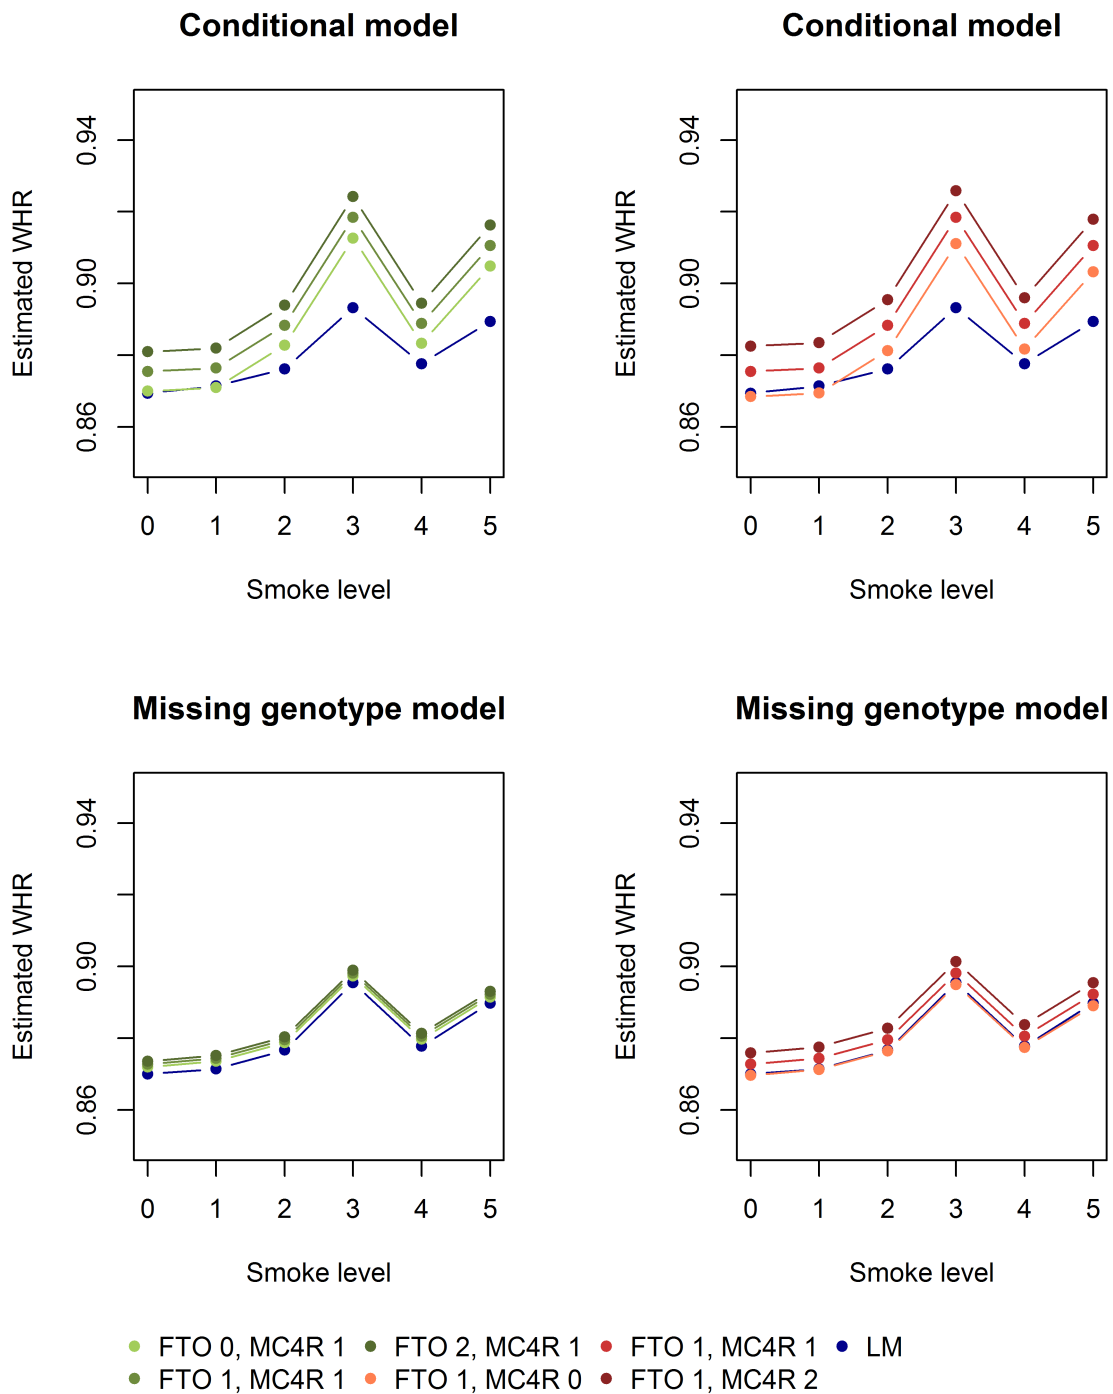 Conditional model
Estimated WHR
0.94
0.90
0.86
0 1 2 3 4 5
Smoke level
Conditional model
Estimated WHR
0.94
0.90
0.86
0 1 2 3 4 5
Smoke level
Missing genotype model
Estimated WHR
0.94
0.90
0.86
0 1 2 3 4 5
Smoke level
Missing genotype model
Estimated WHR
0.94
0.90
0.86
0 1 2 3 4 5
Smoke level
FTO 0, MC4R 1 FTO 2, MC4R 1 FTO 1, MC4R 1 LM
FTO 1, MC4R 1 FTO 1, MC4R 0 FTO 1, MC4R 2